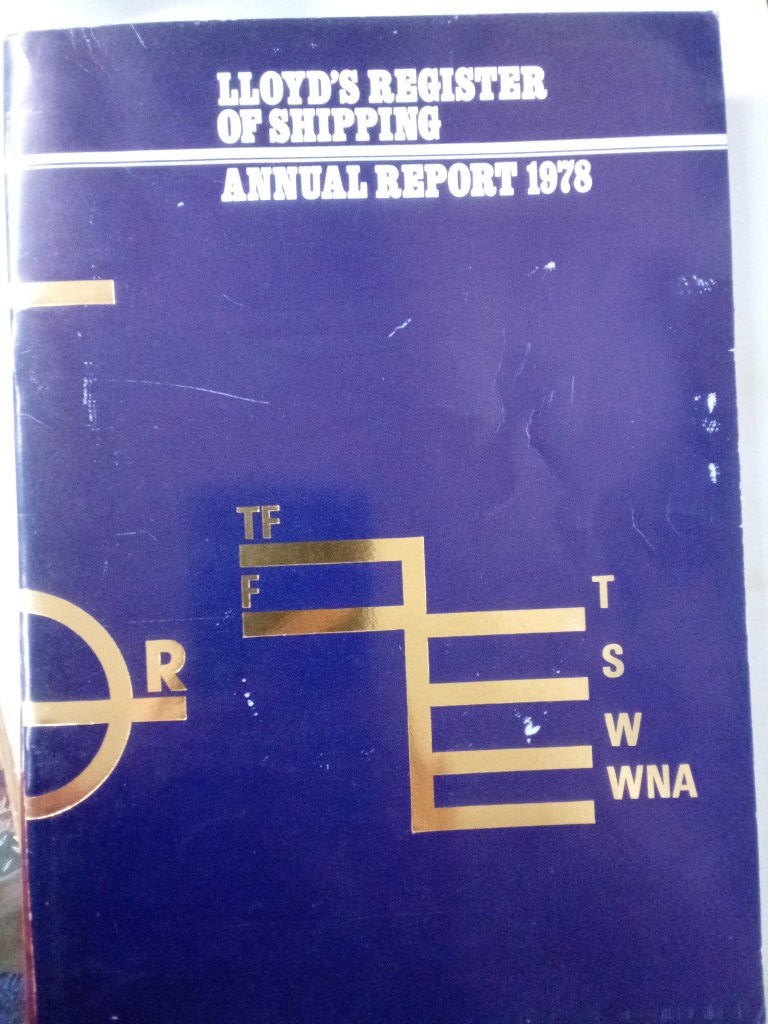 LLOYD'S REGISTER
OF SHIPPING
ANNUAL REPORT 1978
TF
F
T
R
S
W
WNA